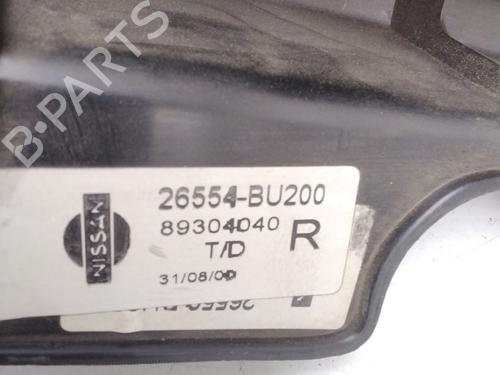 B-PARTS
NISSAN
26554-BU200
89304040
T/D
R
31/08/00